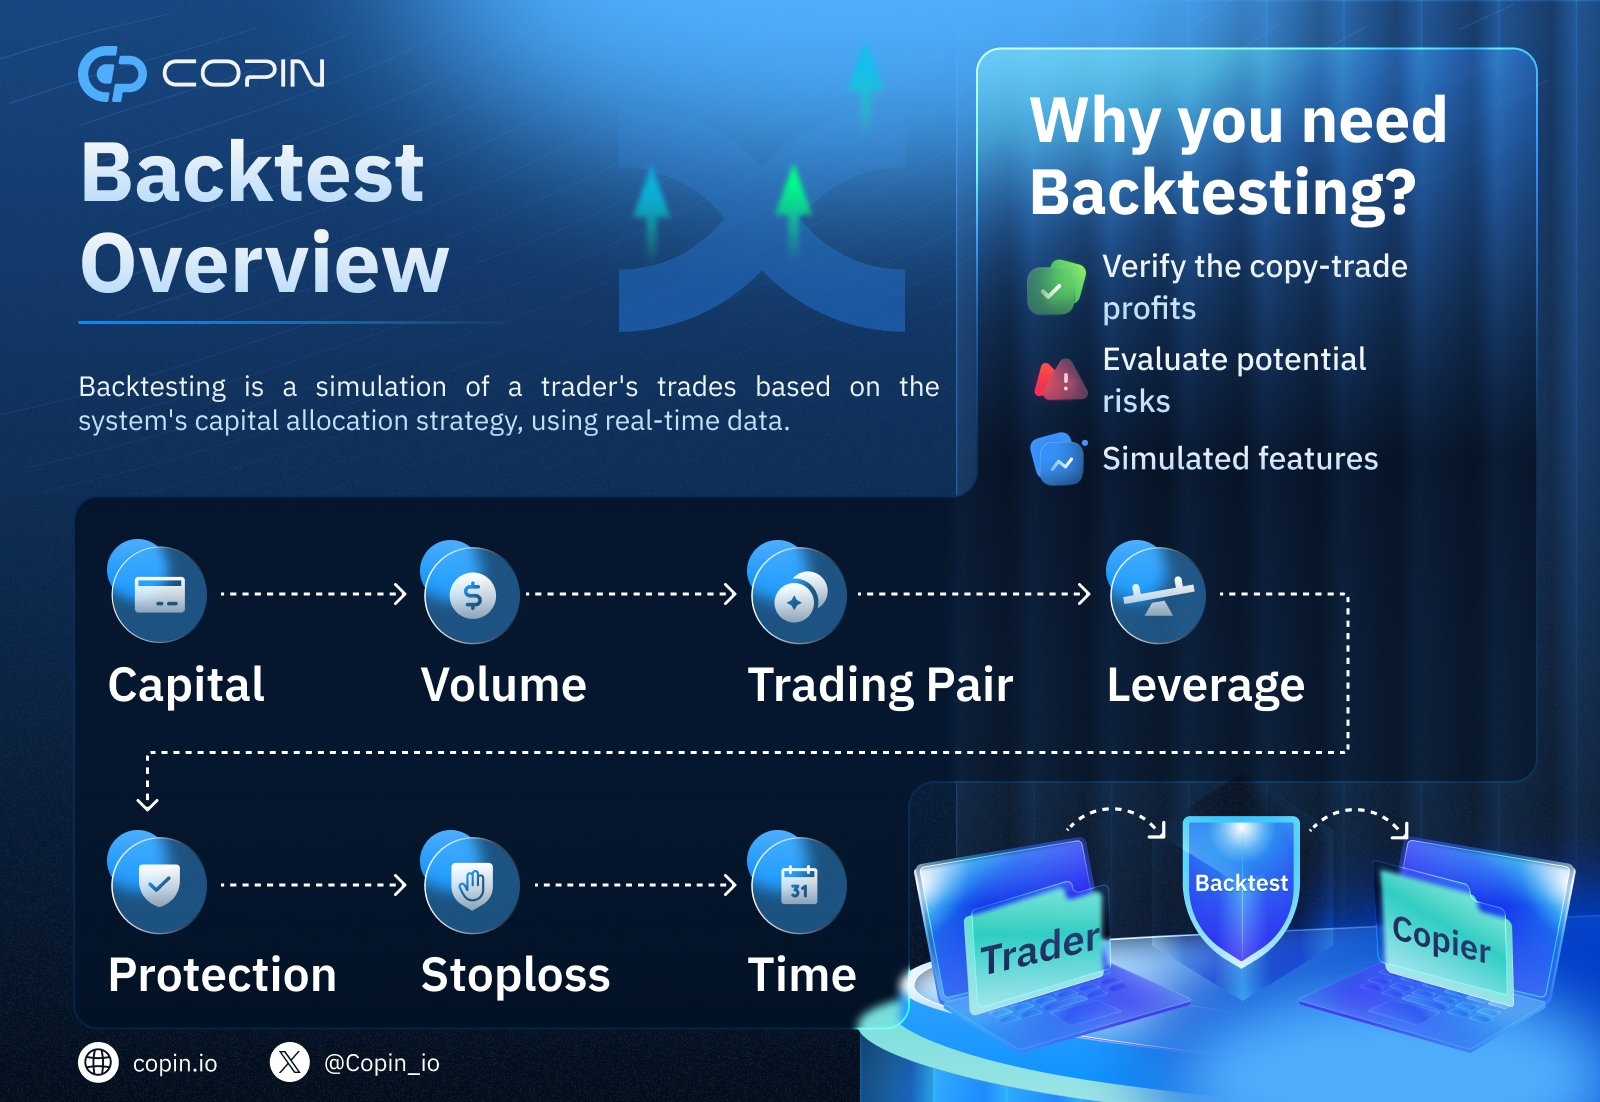 COPIN
Backtest
Overview
Backtesting is a simulation of a trader's trades based on the
system's capital allocation strategy, using real-time data.
Why you need
Backtesting?
Verify the copy-trade
profits
Evaluate potential
risks
Simulated features
Capital
Volume
Trading Pair
Leverage
Protection
Stoploss
31
Time
Trader
Backtest
Copier
copin.io
@Copin_io